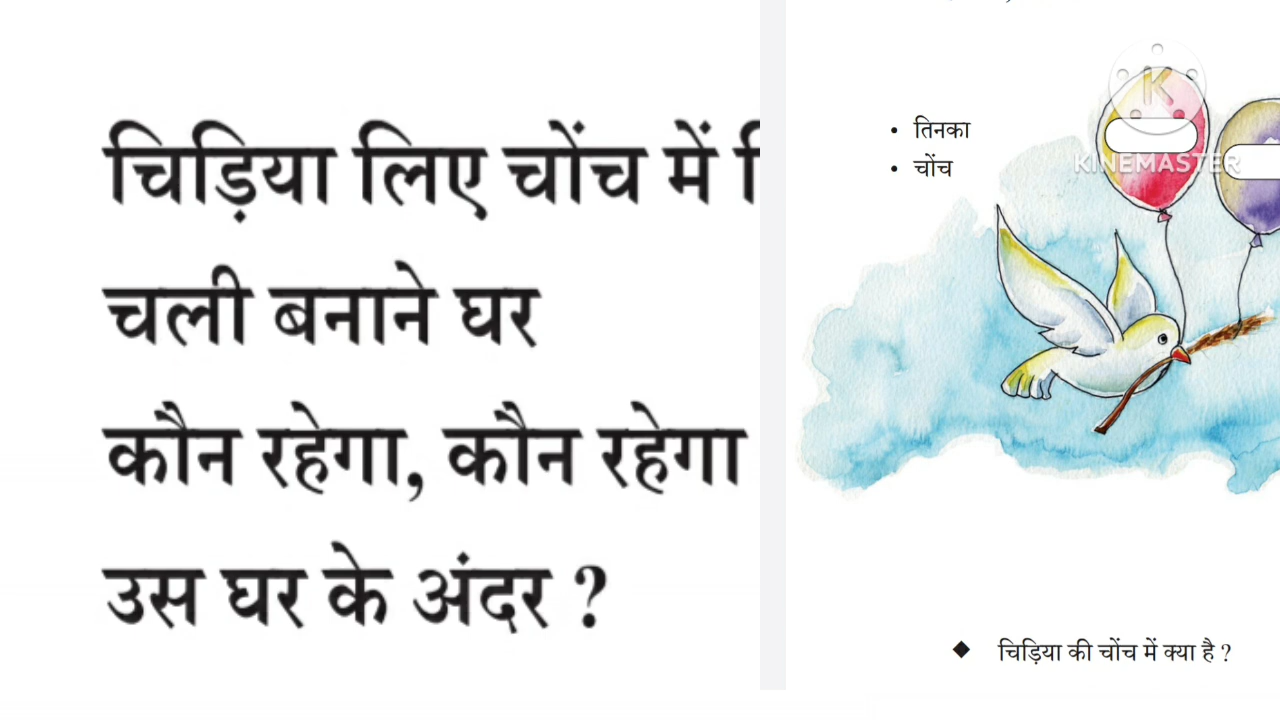 चिड़िया लिए चोंच में
चली बनाने घर
कौन रहेगा, कौन रहेगा
उस घर के अंदर ?
• तिनका
• चोंच
K
KINEMASTER
◆ चिड़िया की चोंच में क्या है ?